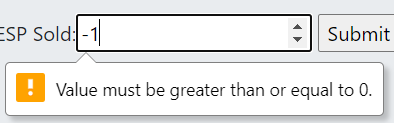 ESP Sold: -1 Submit
! Value must be greater than or equal to 0.